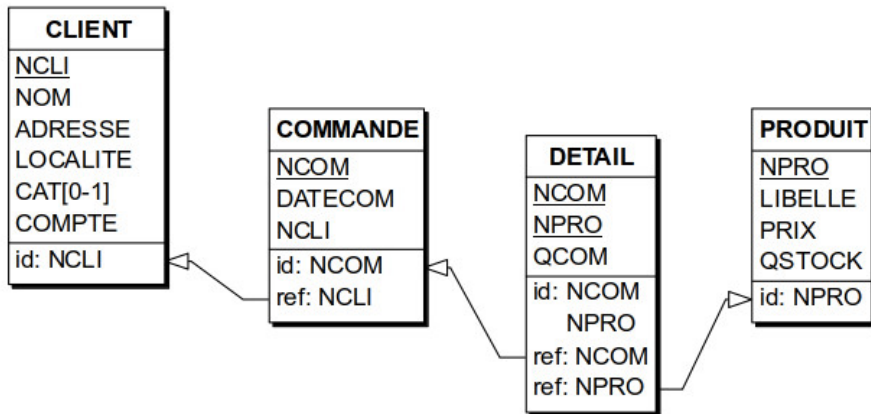 CLIENT
NCLI
NOM
ADRESSE
LOCALITE
CAT[0-1]
COMPTE
id: NCLI
COMMANDE
NCOM
DATECOM
NCLI
id: NCOM
ref: NCLI
DETAIL
NCOM
NPRO
QCOM
id: NCOM
NPRO
ref: NCOM
ref: NPRO
PRODUIT
NPRO
LIBELLE
PRIX
QSTOCK
id: NPRO